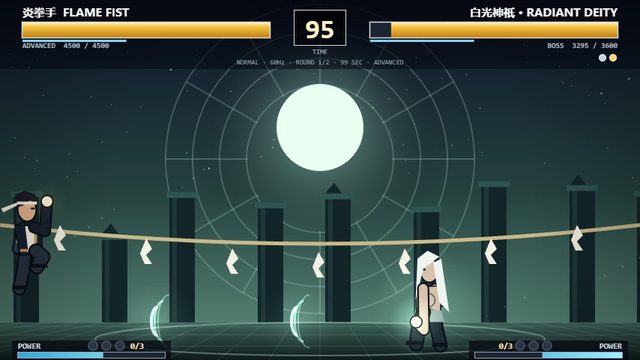 炎拳手 FLAME FIST
95
白光神祇・RADIANT DEITY
ADVANCED 4500 / 4500
TIME
BOSS 3295 / 3600
NORMAL · 60Hz · ROUND 1/2 · 99 SEC · ADVANCED
POWER
0/3
0/3
POWER